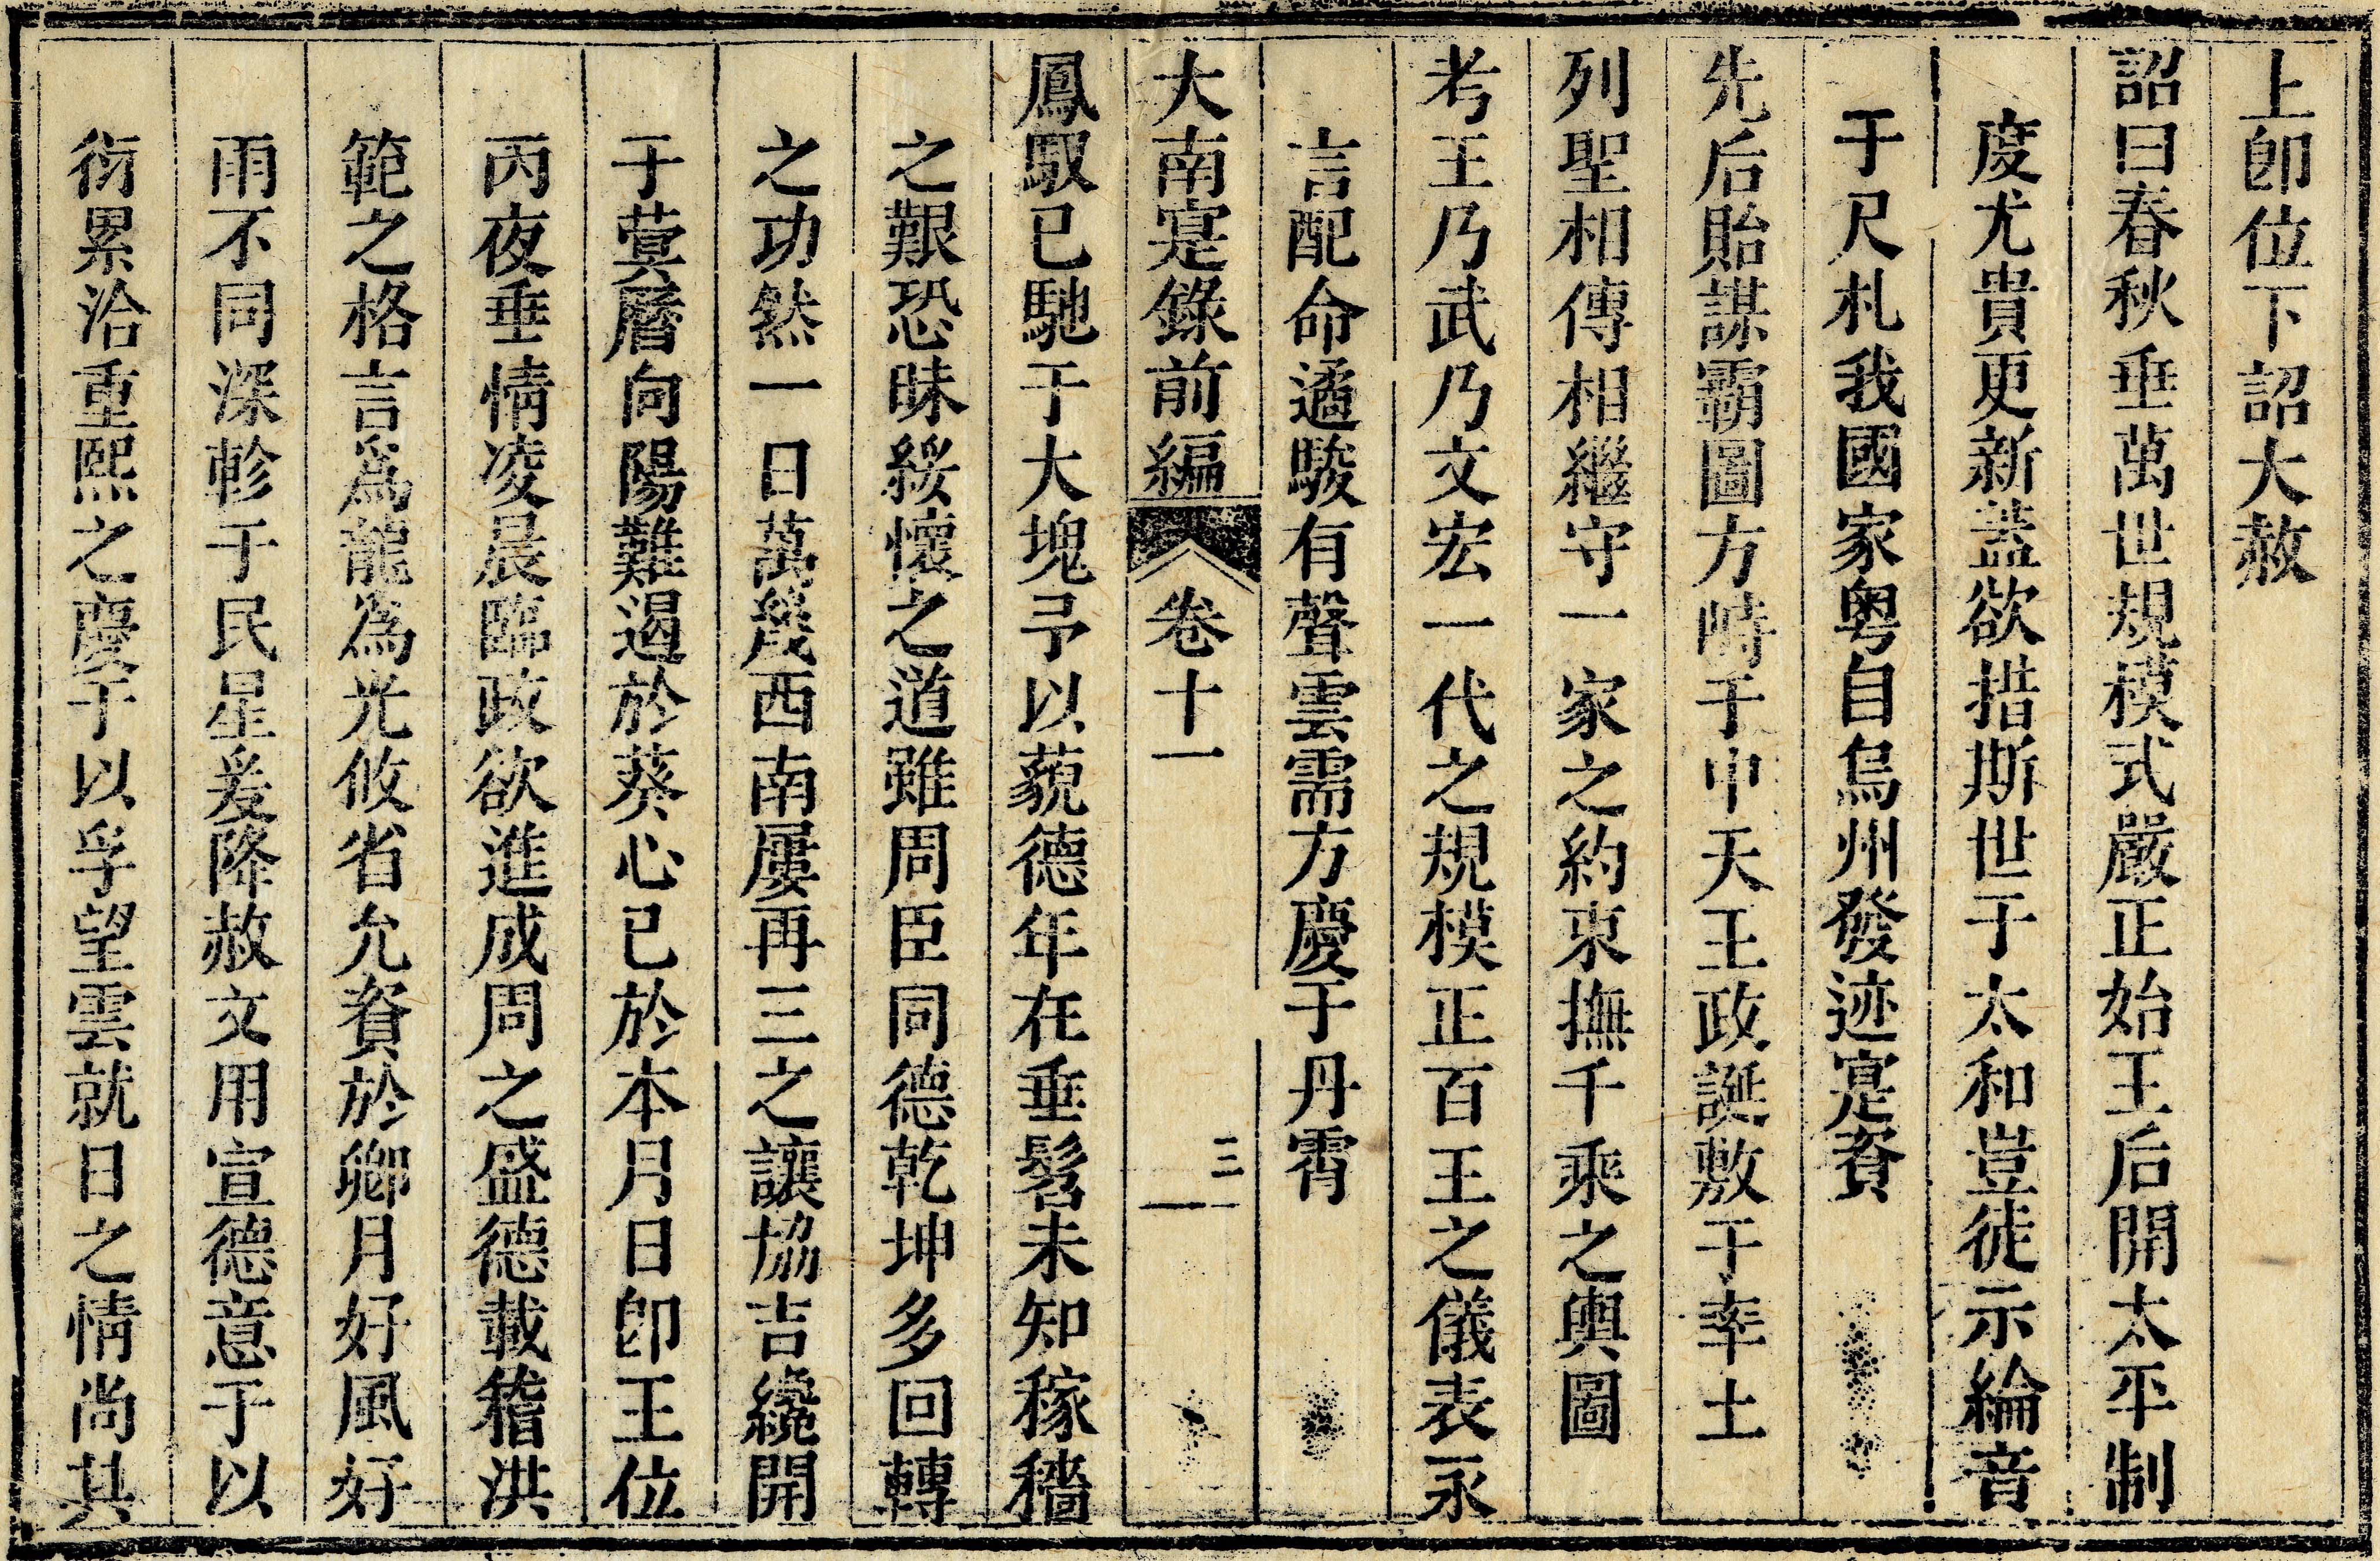 上卽位下詔大赦
詔曰春秋垂萬世規模式嚴正始王后開太平制
度尤貴更新蓋欲措斯世于太和豈徒示綸音
于尺札我國家粤自烏州發迹寔賚
先后貽謀霸圖方時于中天王政誕敷于率土
列聖相傳相繼守一家之約束撫千乘之輿圖
考王乃武乃文宏一代之規模正百王之儀表永
言配命遹駿有聲雲需方慶于丹霄
大南寔錄前編 卷十一 三
鳳馭已馳于大塊予以藐德年在垂髫未知稼穡
之艱恐昧綏懷之道雖周臣同德乾坤多回轉
之功然一日萬幾西南屢再三之讓協吉纔開
于蓂曆向陽難遏於葵心已於本月日卽王位
丙夜垂情凌晨臨政欲進成周之盛德載稽洪
範之格言爲龍為光攸省允賚於卿月好風好
雨不同深軫于民星爰降赦文用宣德意于以
衍累洽重熙之慶于以孚望雲就日之情尚其